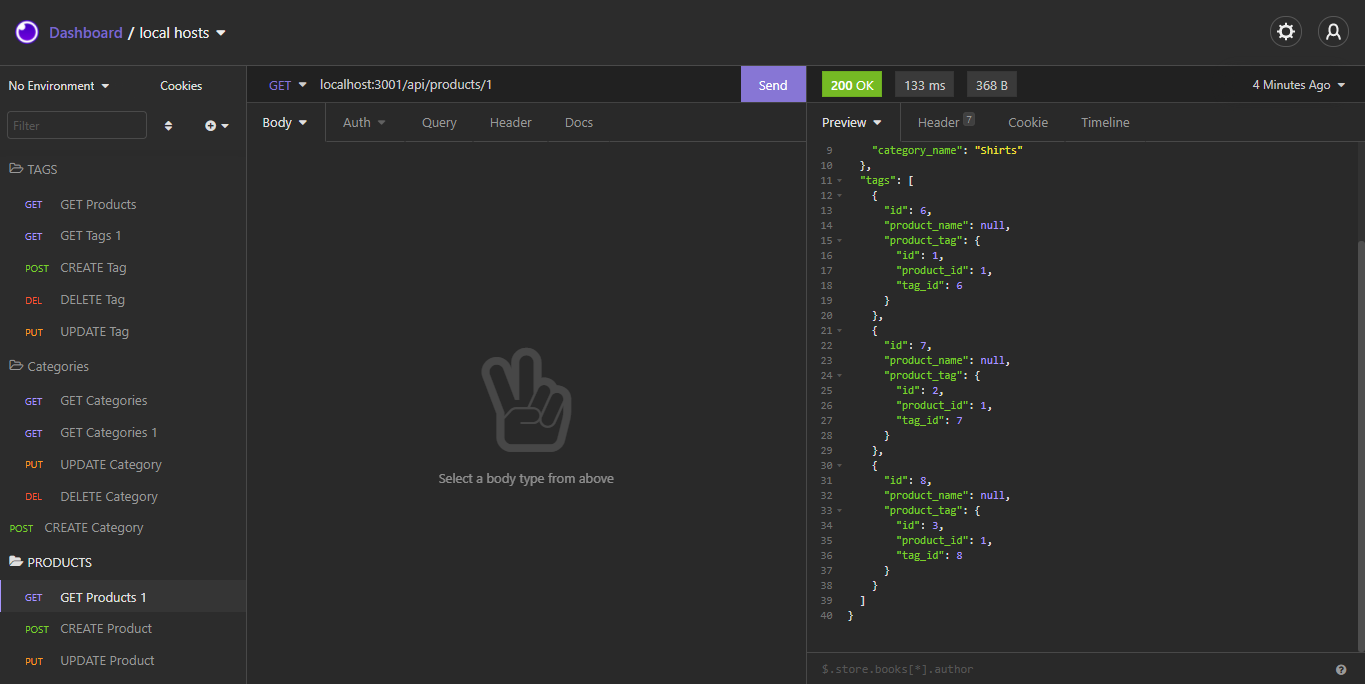 Dashboard / local hosts
No Environment
Cookies
Filter
TAGS
GET GET Products
GET GET Tags 1
POST CREATE Tag
DEL DELETE Tag
PUT UPDATE Tag
Categories
GET GET Categories
GET GET Categories 1
PUT UPDATE Category
DEL DELETE Category
POST CREATE Category
PRODUCTS
GET GET Products 1
POST CREATE Product
PUT UPDATE Product
GET localhost:3001/api/products/1 Send
Body Auth Query Header Docs
Select a body type from above
200 OK 133 ms 368 B 4 Minutes Ago
Preview Header 7 Cookie Timeline
9 "category_name": "Shirts"
10 },
11 "tags": [
12 {
13 "id": 6,
14 "product_name": null,
15 "product_tag": {
16 "id": 1,
17 "product_id": 1,
18 "tag_id": 6
19 }
20 },
21 {
22 "id": 7,
23 "product_name": null,
24 "product_tag": {
25 "id": 2,
26 "product_id": 1,
27 "tag_id": 7
28 }
29 },
30 {
31 "id": 8,
32 "product_name": null,
33 "product_tag": {
34 "id": 3,
35 "product_id": 1,
36 "tag_id": 8
37 }
38 }
39 ]
40 }
$.store.books[*].author